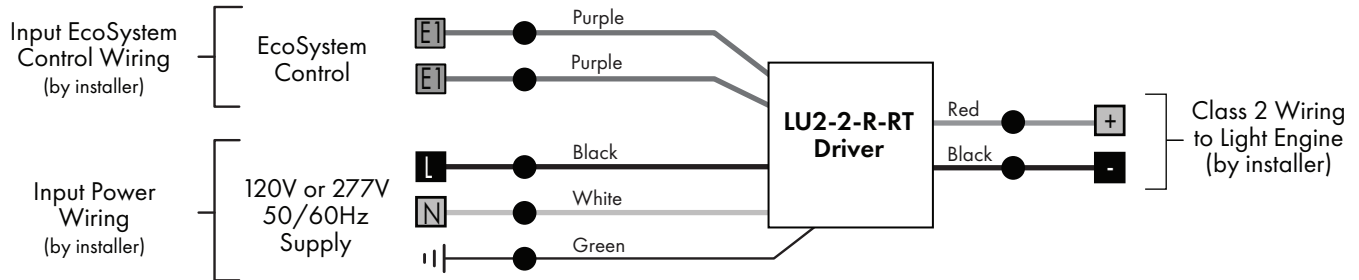 Input EcoSystem
Control Wiring
(by installer)
EcoSystem
Control
E1
Purple
E1
Purple
Input Power
Wiring
(by installer)
120V or 277V
50/60Hz
Supply
L
Black
N
White
Green
LU2-2-R-RT
Driver
Red
+
Black
-
Class 2 Wiring
to Light Engine
(by installer)